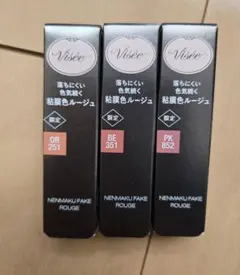 Visée
落ちにくい
色気続く
粘膜色ルージュ
限定
OR
251
NENMAKU FAKE
ROUGE
Visée
落ちにくい
色気続く
粘膜色ルージュ
限定
BE
351
NENMAKU FAKE
ROUGE
Visée
落ちにくい
色気続く
粘膜色ルージュ
限定
PK
852
NENMAKU FAKE
ROUGE